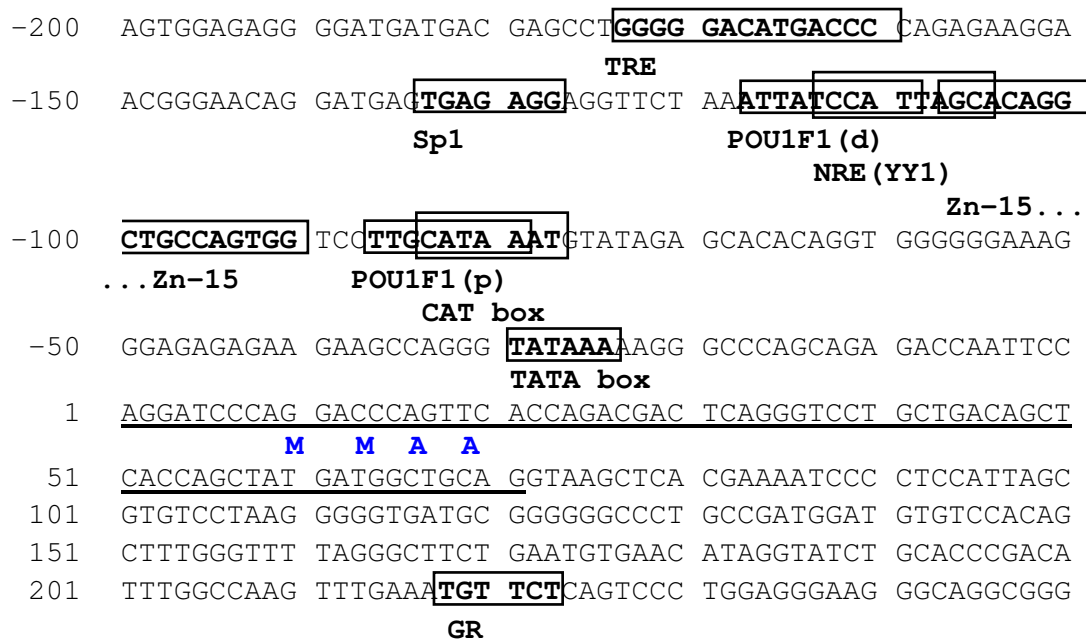 -200 AGTGGAGAGG GGATGATGAC GAGCCTGGGG GACATGACCC CAGAGAAGGA
TRE
-150 ACGGGAACAG GATGAGTGAG AGGAGGTTCT AAATTATCCA TTAGCACAGG
Sp1 POU1F1(d)
NRE(YY1)
Zn-15...
-100 CTGCCAGTGG TCCTTGCATAA AATGTATAGA GCACACAGGT GGGGGGAAAG
...Zn-15 POU1F1(p)
CAT box
-50 GGAGAGAGAA GAAGCCAGGG TATAAAAAGG GCCCAGCAGA GACCAATTCC
TATA box
1 AGGATCCCAG GACCCAGTTC ACCAGACGAC TCAGGGTCCT GCTGACAGCT
M M A A
51 CACCAGCTAT GATGGCTGCA GGTAAGCTCA CGAAAATCCC CTCCATTAGC
101 GTGTCCTAAG GGGGTGATGC GGGGGGCCCT GCCGATGGAT GTGTCCACAG
151 CTTTGGGTTT TAGGGCTTCT GAATGTGAAC ATAGGTATCT GCACCCGACA
201 TTTGGCCAAG TTTGAAATGT TCTCAGTCCC TGGAGGGAAG GGCAGGCGGG
GR